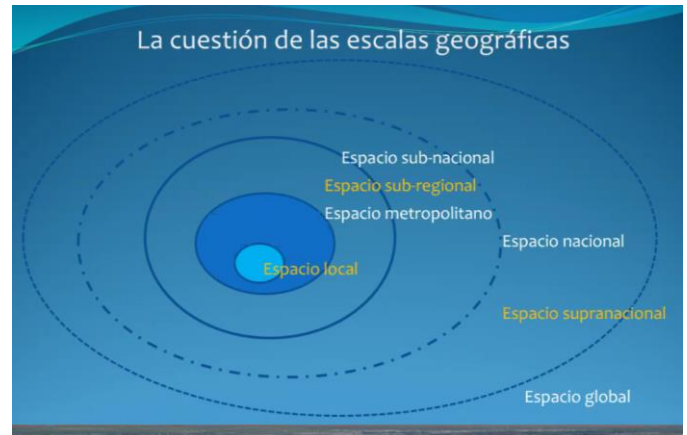 La cuestión de las escalas geográficas
Espacio sub-nacional
Espacio sub-regional
Espacio metropolitano
Espacio nacional
Espacio local
Espacio supranacional
Espacio global